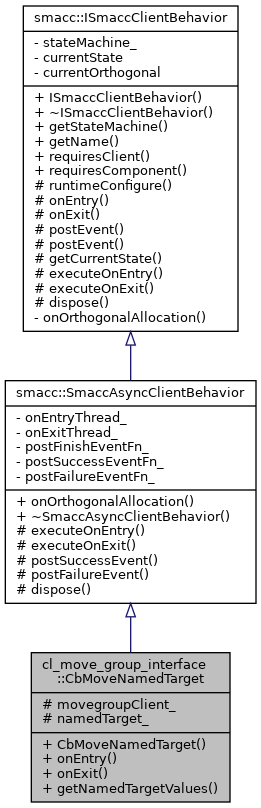 smacc::ISmaccClientBehavior
- stateMachine_
- currentState
- currentOrthogonal
+ ISmaccClientBehavior()
+ ~ISmaccClientBehavior()
+ getStateMachine()
+ getName()
+ requiresClient()
+ requiresComponent()
# runtimeConfigure()
# onEntry()
# onExit()
# postEvent()
# postEvent()
# getCurrentState()
# executeOnEntry()
# executeOnExit()
# dispose()
- onOrthogonalAllocation()
smacc::SmaccAsyncClientBehavior
- onEntryThread_
- onExitThread_
- postFinishEventFn_
- postSuccessEventFn_
- postFailureEventFn_
+ onOrthogonalAllocation()
+ ~SmaccAsyncClientBehavior()
# executeOnEntry()
# executeOnExit()
# postSuccessEvent()
# postFailureEvent()
# dispose()
cl_move_group_interface
::CbMoveNamedTarget
# movegroupClient_
# namedTarget_
+ CbMoveNamedTarget()
+ onEntry()
+ onExit()
+ getNamedTargetValues()